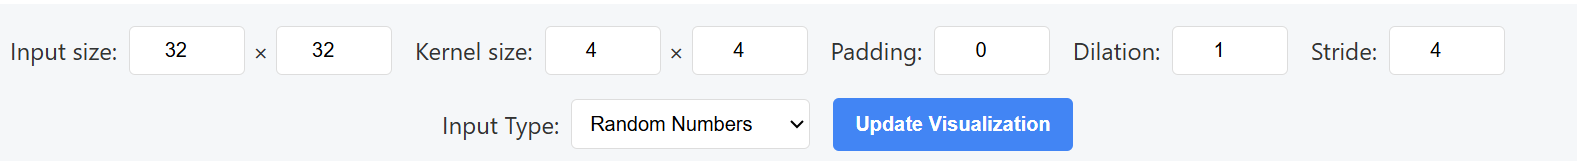 Input size: 32 × 32 Kernel size: 4 × 4 Padding: 0 Dilation: 1 Stride: 4
Input Type: Random Numbers Update Visualization